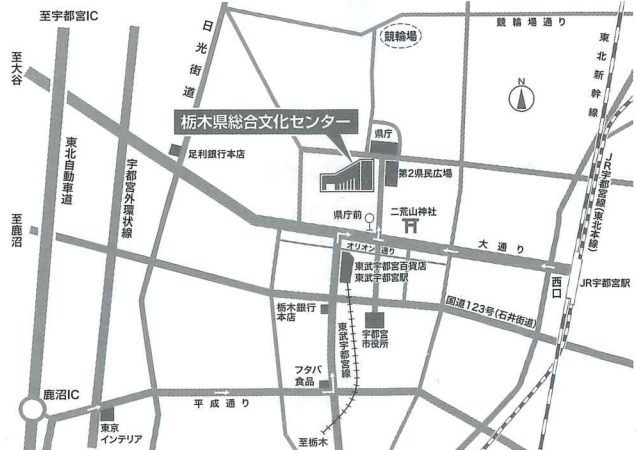 至宇都宮IC
日光街道
競輪場
競輪場通り
東北新幹線
至大谷
N
栃木県総合文化センター
県庁
足利銀行本店
第2県民広場
東北自動車道
宇都宮外環状線
JR宇都宮線(東北本線)
県庁前
二荒山神社
至鹿沼
オリオン通り
大通り
東武宇都宮百貨店
東武宇都宮駅
西口
JR宇都宮駅
栃木銀行
本店
東武宇都宮線
宇都宮
市役所
国道123号(石井街道)
フタバ
食品
鹿沼IC
平成通り
東京
インテリア
至栃木